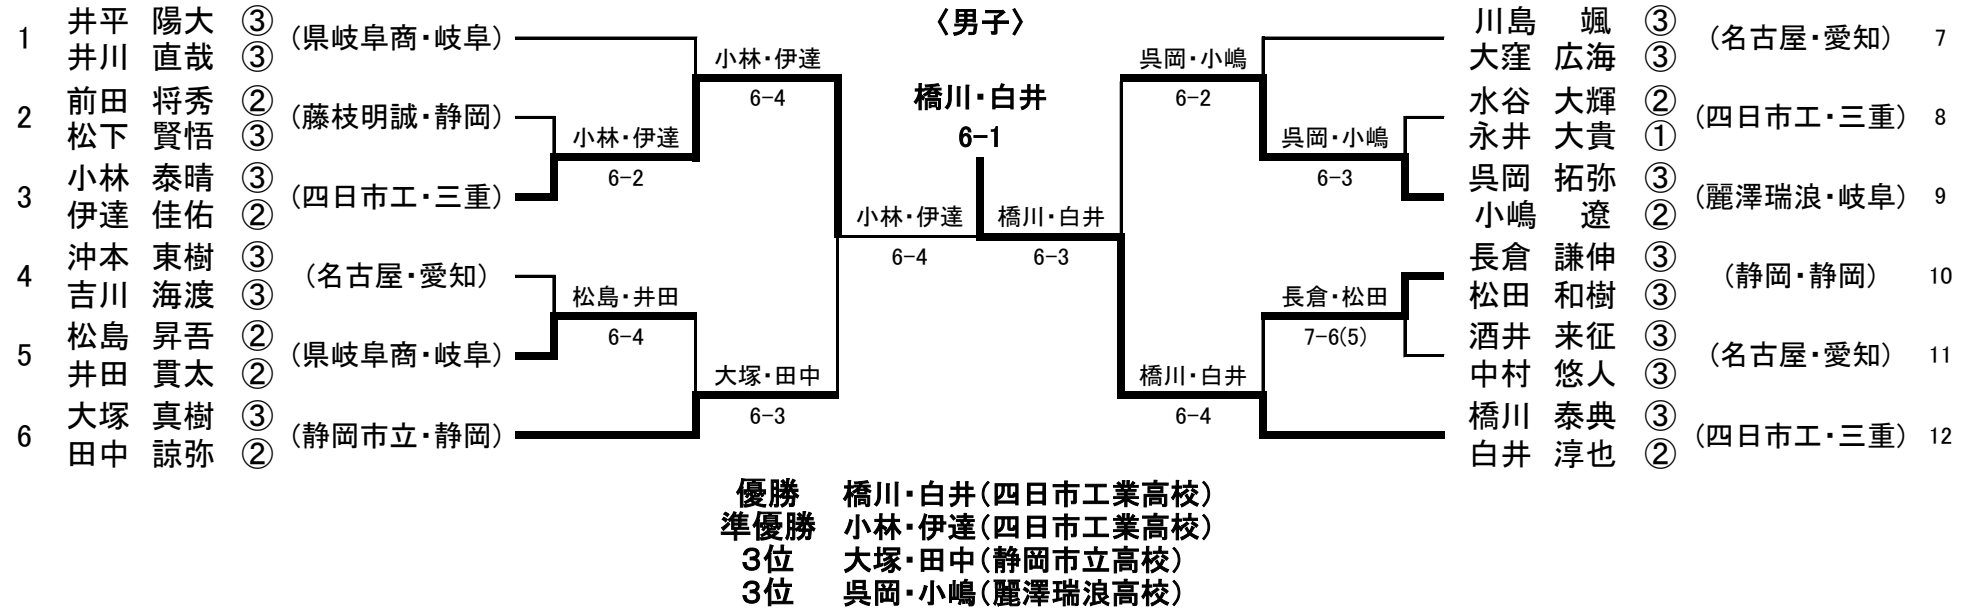 〈男子〉
1 井平 陽大 ③ (県岐阜商・岐阜)
井川 直哉 ③
2 前田 将秀 ② (藤枝明誠・静岡)
松下 賢悟 ③
3 小林 泰晴 ③ (四日市工・三重)
伊達 佳佑 ②
4 沖本 東樹 ③ (名古屋・愛知)
吉川 海渡 ③
5 松島 昇吾 ② (県岐阜商・岐阜)
井田 貫太 ②
6 大塚 真樹 ③ (静岡市立・静岡)
田中 諒弥 ②
小林・伊達
6-2
松島・井田
6-4
小林・伊達
6-4
大塚・田中
6-3
小林・伊達
6-4
橋川・白井
6-1
橋川・白井
6-3
呉岡・小嶋
6-2
橋川・白井
6-4
呉岡・小嶋
6-3
長倉・松田
7-6(5)
川島 颯 ③ (名古屋・愛知) 7
大窪 広海 ③
水谷 大輝 ② (四日市工・三重) 8
永井 大貴 ①
呉岡 拓弥 ③ (麗澤瑞浪・岐阜) 9
小嶋 遼 ②
長倉 謙伸 ③ (静岡・静岡) 10
松田 和樹 ③
酒井 来征 ③ (名古屋・愛知) 11
中村 悠人 ③
橋川 泰典 ③ (四日市工・三重) 12
白井 淳也 ②
優勝 橋川・白井(四日市工業高校)
準優勝 小林・伊達(四日市工業高校)
3位 大塚・田中(静岡市立高校)
3位 呉岡・小嶋(麗澤瑞浪高校)